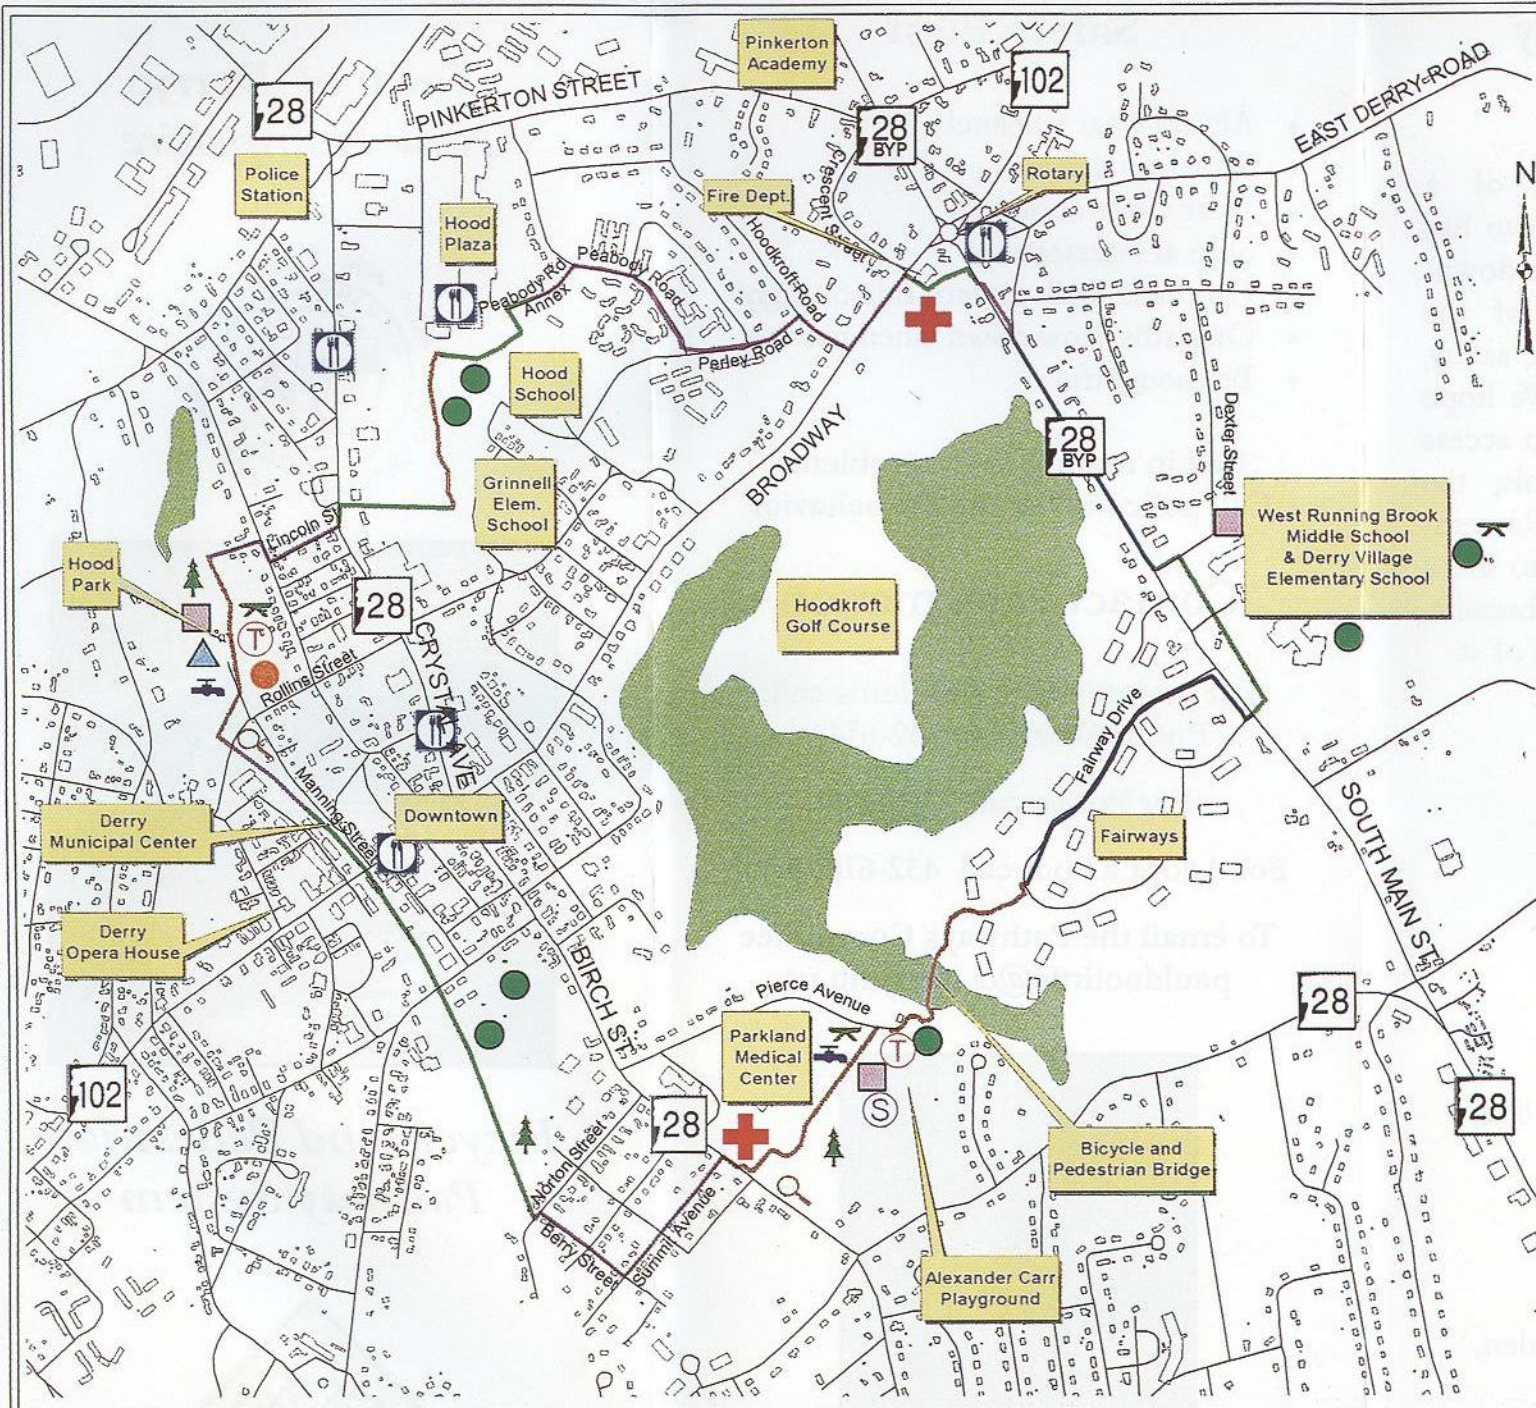 Pinkerton
Academy
102
28
PINKERTON STREET
28
BYP
EAST DERRY ROAD
Police
Station
Fire Dept.
Rotary
N
3
Crescent Street
Hood
Plaza
Hoodkroft Road
Peabody Road
Peabody Rd
Annex
Perley Road
Hood
School
Dexter Street
BROADWAY
28
BYP
Grinnell
Elem.
School
West Running Brook
Middle School
& Derry Village
Elementary School
Lincoln St
Hood
Park
28
Hoodkroft
Golf Course
T
CRYSTAL AVE
Rollins Street
Fairway Drive
Manning Street
Downtown
Derry
Municipal Center
Fairways
SOUTH MAIN ST.
Derry
Opera House
BIRCH ST.
Pierce Avenue
28
Parkland
Medical
Center
T
S
102
28
28
Norton Street
Bicycle and
Pedestrian Bridge
Summit Avenue
Berry Street
Alexander Carr
Playground